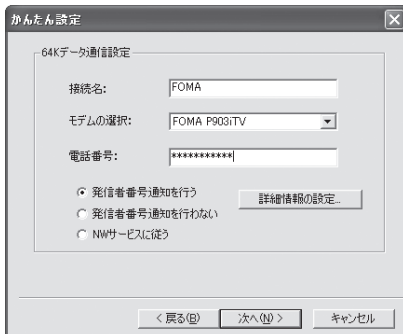 かんたん設定
64Kデータ通信設定
接続名: FOMA
モデムの選択: FOMA P903iTV
電話番号: ***********
発信者番号通知を行う
詳細情報の設定...
発信者番号通知を行わない
NWサービスに従う
< 戻る(B) 次へ(N) > キャンセル